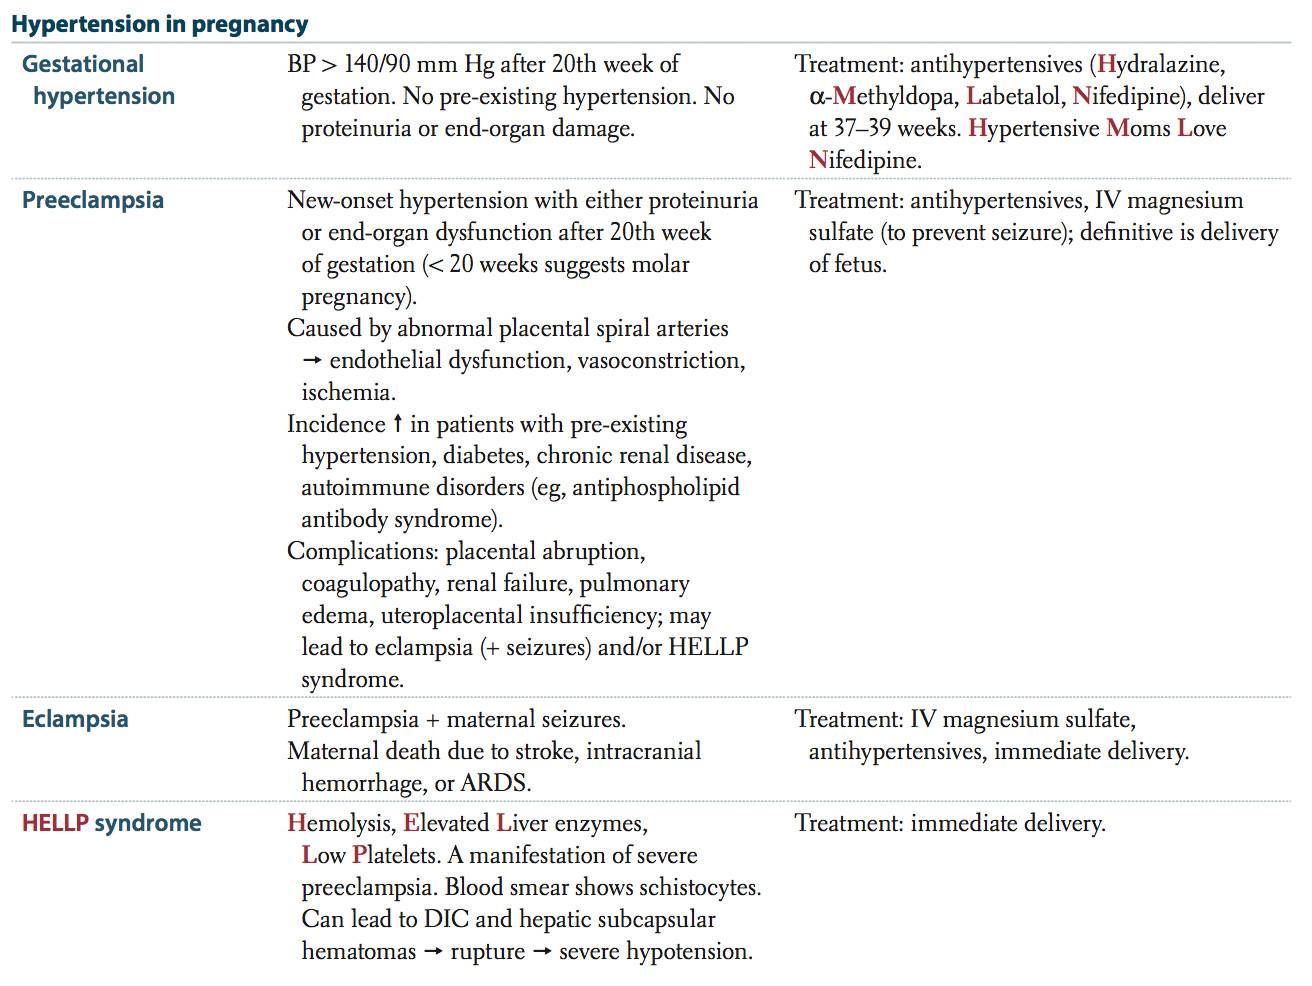 Hypertension in pregnancy
Gestational
hypertension
BP > 140/90 mm Hg after 20th week of
gestation. No pre-existing hypertension. No
proteinuria or end-organ damage.
Treatment: antihypertensives (Hydralazine,
α-Methyldopa, Labetalol, Nifedipine), deliver
at 37–39 weeks. Hypertensive Moms Love
Nifedipine.
Preeclampsia
New-onset hypertension with either proteinuria
or end-organ dysfunction after 20th week
of gestation (< 20 weeks suggests molar
pregnancy).
Caused by abnormal placental spiral arteries
→ endothelial dysfunction, vasoconstriction,
ischemia.
Incidence ↑ in patients with pre-existing
hypertension, diabetes, chronic renal disease,
autoimmune disorders (eg, antiphospholipid
antibody syndrome).
Complications: placental abruption,
coagulopathy, renal failure, pulmonary
edema, uteroplacental insufficiency; may
lead to eclampsia (+ seizures) and/or HELLP
syndrome.
Treatment: antihypertensives, IV magnesium
sulfate (to prevent seizure); definitive is delivery
of fetus.
Eclampsia
Preeclampsia + maternal seizures.
Maternal death due to stroke, intracranial
hemorrhage, or ARDS.
Treatment: IV magnesium sulfate,
antihypertensives, immediate delivery.
HELLP syndrome
Hemolysis, Elevated Liver enzymes,
Low Platelets. A manifestation of severe
preeclampsia. Blood smear shows schistocytes.
Can lead to DIC and hepatic subcapsular
hematomas → rupture → severe hypotension.
Treatment: immediate delivery.